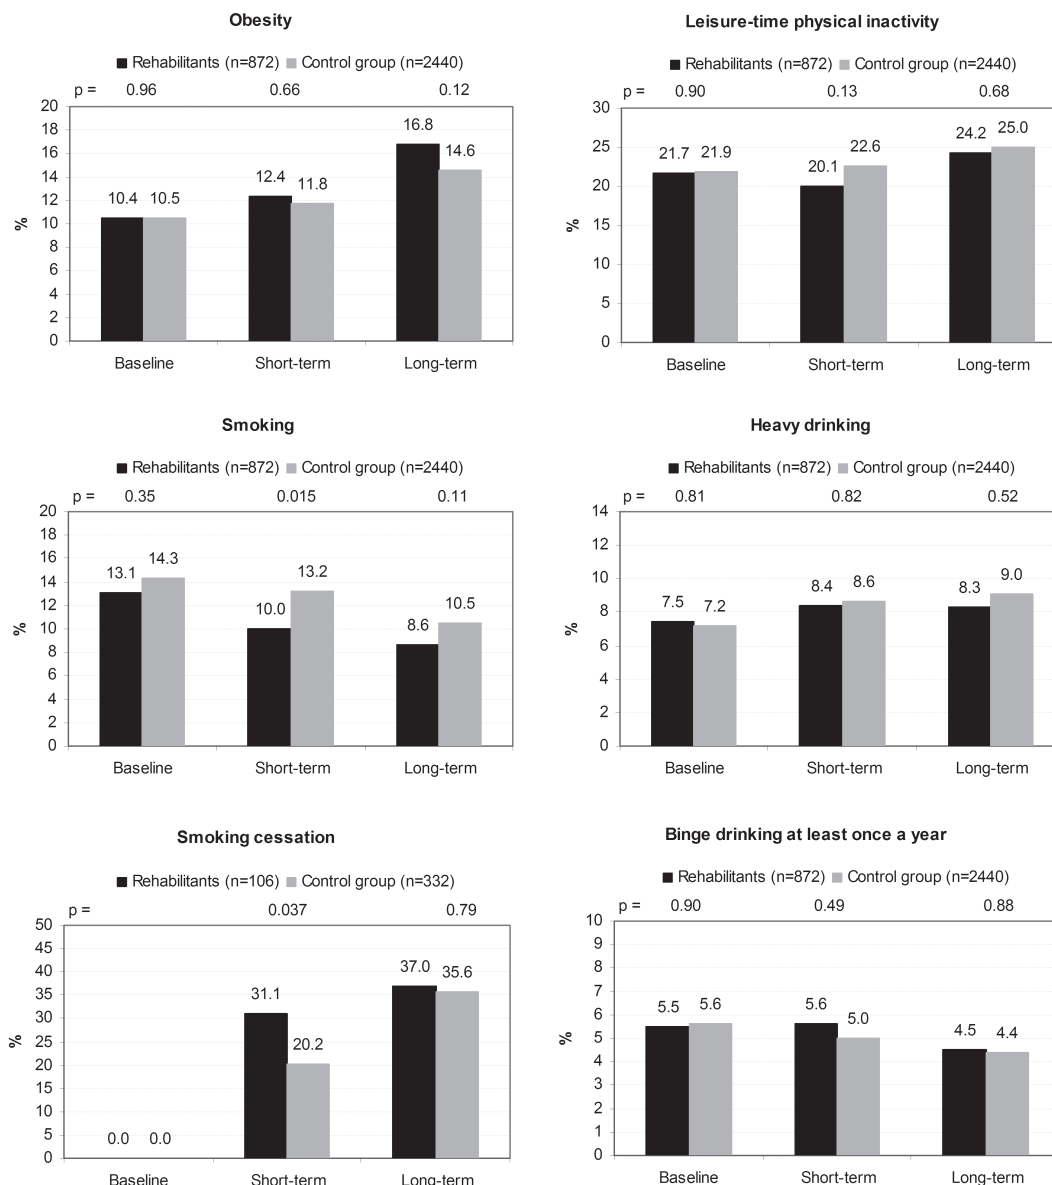 Obesity
Rehabilitants (n=872) Control group (n=2440)
p = 0.96 0.66 0.12
20
18
16
14
12
10
8
6
4
2
0
%
10.4 10.5 12.4 11.8 16.8 14.6
Baseline Short-term Long-term
Leisure-time physical inactivity
Rehabilitants (n=872) Control group (n=2440)
p = 0.90 0.13 0.68
30
25
20
15
10
5
0
%
21.7 21.9 20.1 22.6 24.2 25.0
Baseline Short-term Long-term
Smoking
Rehabilitants (n=872) Control group (n=2440)
p = 0.35 0.015 0.11
20
18
16
14
12
10
8
6
4
2
0
%
13.1 14.3 10.0 13.2 8.6 10.5
Baseline Short-term Long-term
Heavy drinking
Rehabilitants (n=872) Control group (n=2440)
p = 0.81 0.82 0.52
14
12
10
8
6
4
2
0
%
7.5 7.2 8.4 8.6 8.3 9.0
Baseline Short-term Long-term
Smoking cessation
Rehabilitants (n=106) Control group (n=332)
p = 0.037 0.79
50
45
40
35
30
25
20
15
10
5
0
%
0.0 0.0 31.1 20.2 37.0 35.6
Baseline Short-term Long-term
Binge drinking at least once a year
Rehabilitants (n=872) Control group (n=2440)
p = 0.90 0.49 0.88
10
9
8
7
6
5
4
3
2
1
0
%
5.5 5.6 5.6 5.0 4.5 4.4
Baseline Short-term Long-term